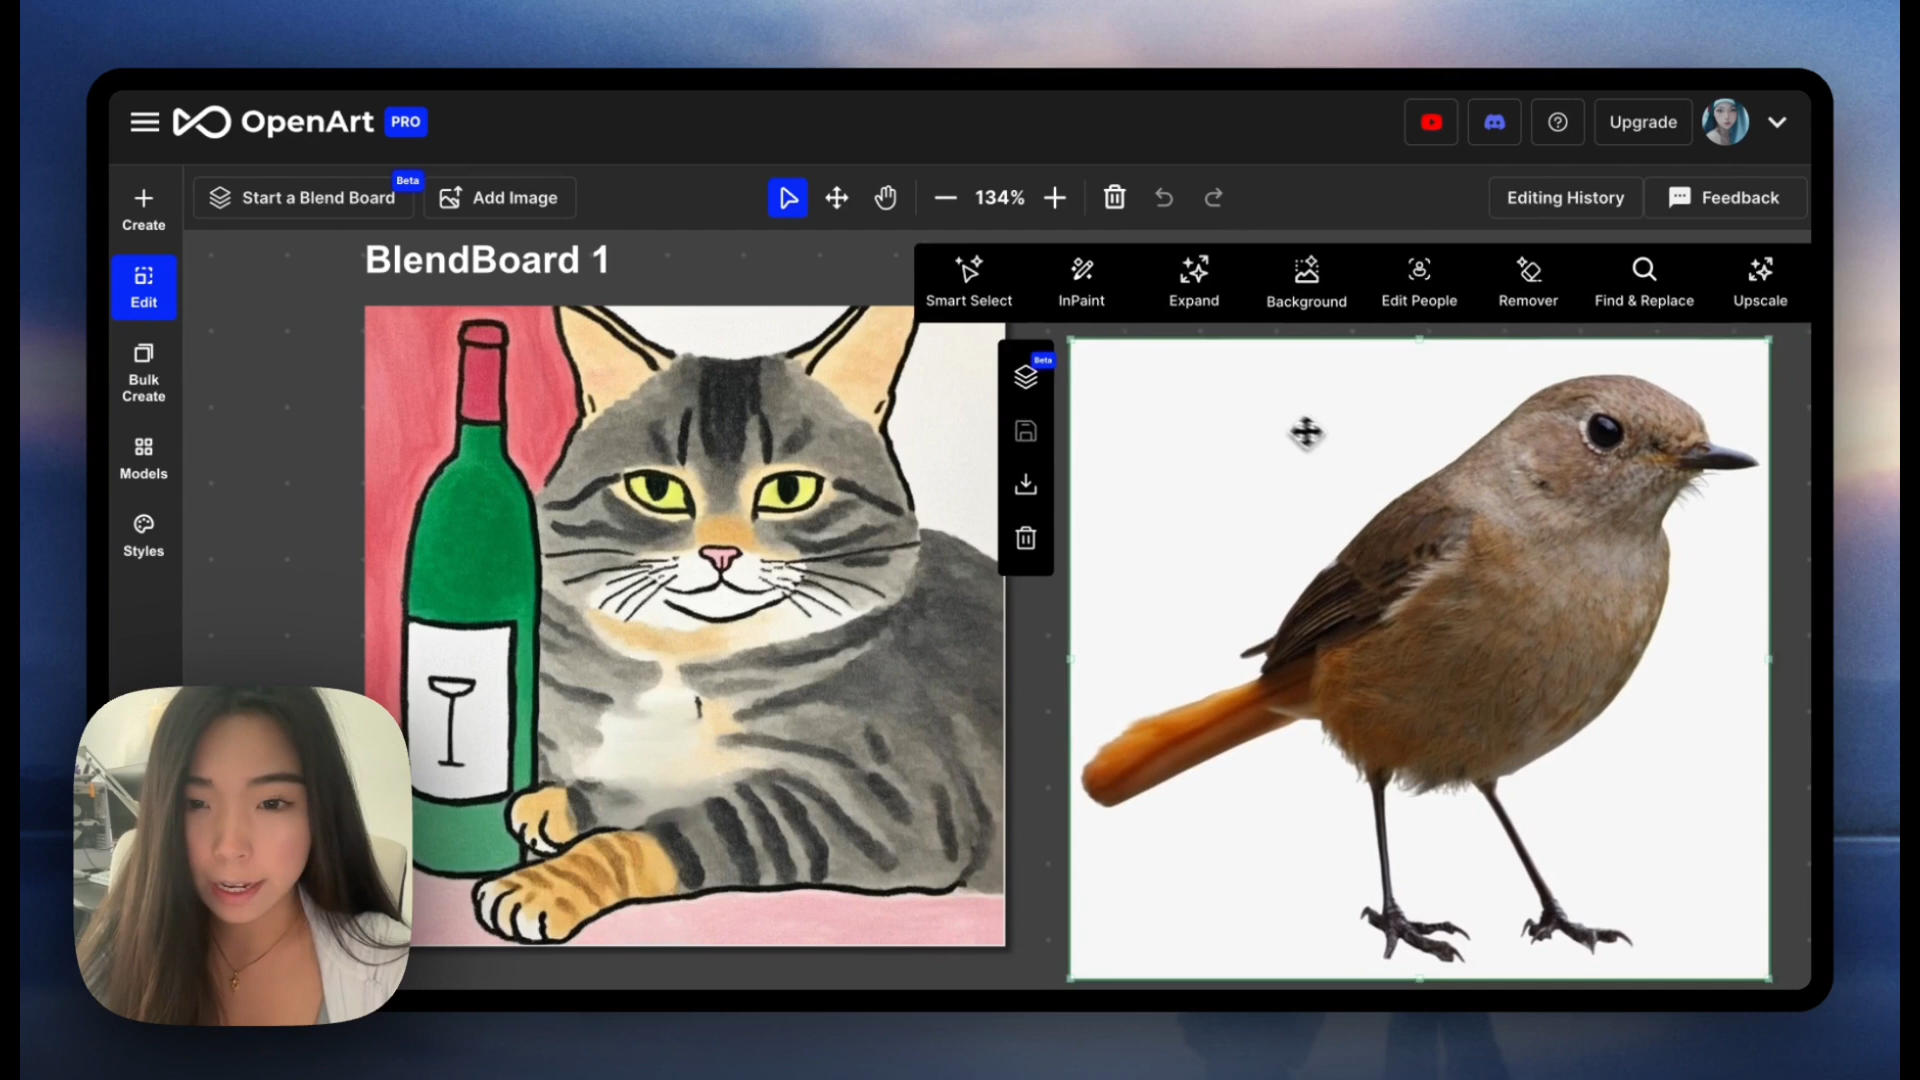 OpenArt PRO
Upgrade
Create
Edit
Bulk
Create
Models
Styles
Start a Blend Board
Beta
Add Image
134%
Editing History
Feedback
BlendBoard 1
Smart Select
InPaint
Expand
Background
Edit People
Remover
Find & Replace
Upscale
Beta